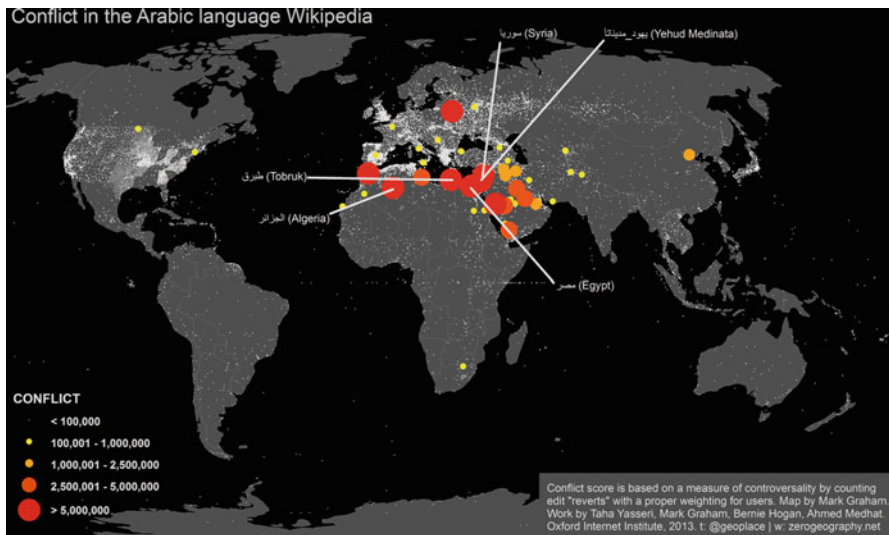 Conflict in the Arabic language Wikipedia
سوريا (Syria)
يهود_مديناتأ (Yehud Medinata)
طبرق (Tobruk)
الجزائر (Algeria)
مصر (Egypt)
CONFLICT
< 100,000
100,001 - 1,000,000
1,000,001 - 2,500,000
2,500,001 - 5,000,000
> 5,000,000
Conflict score is based on a measure of controversality by counting
edit "reverts" with a proper weighting for users. Map by Mark Graham.
Work by Taha Yasseri, Mark Graham, Bernie Hogan, Ahmed Medhat.
Oxford Internet Institute, 2013. t: @geoplace | w: zerogeography.net